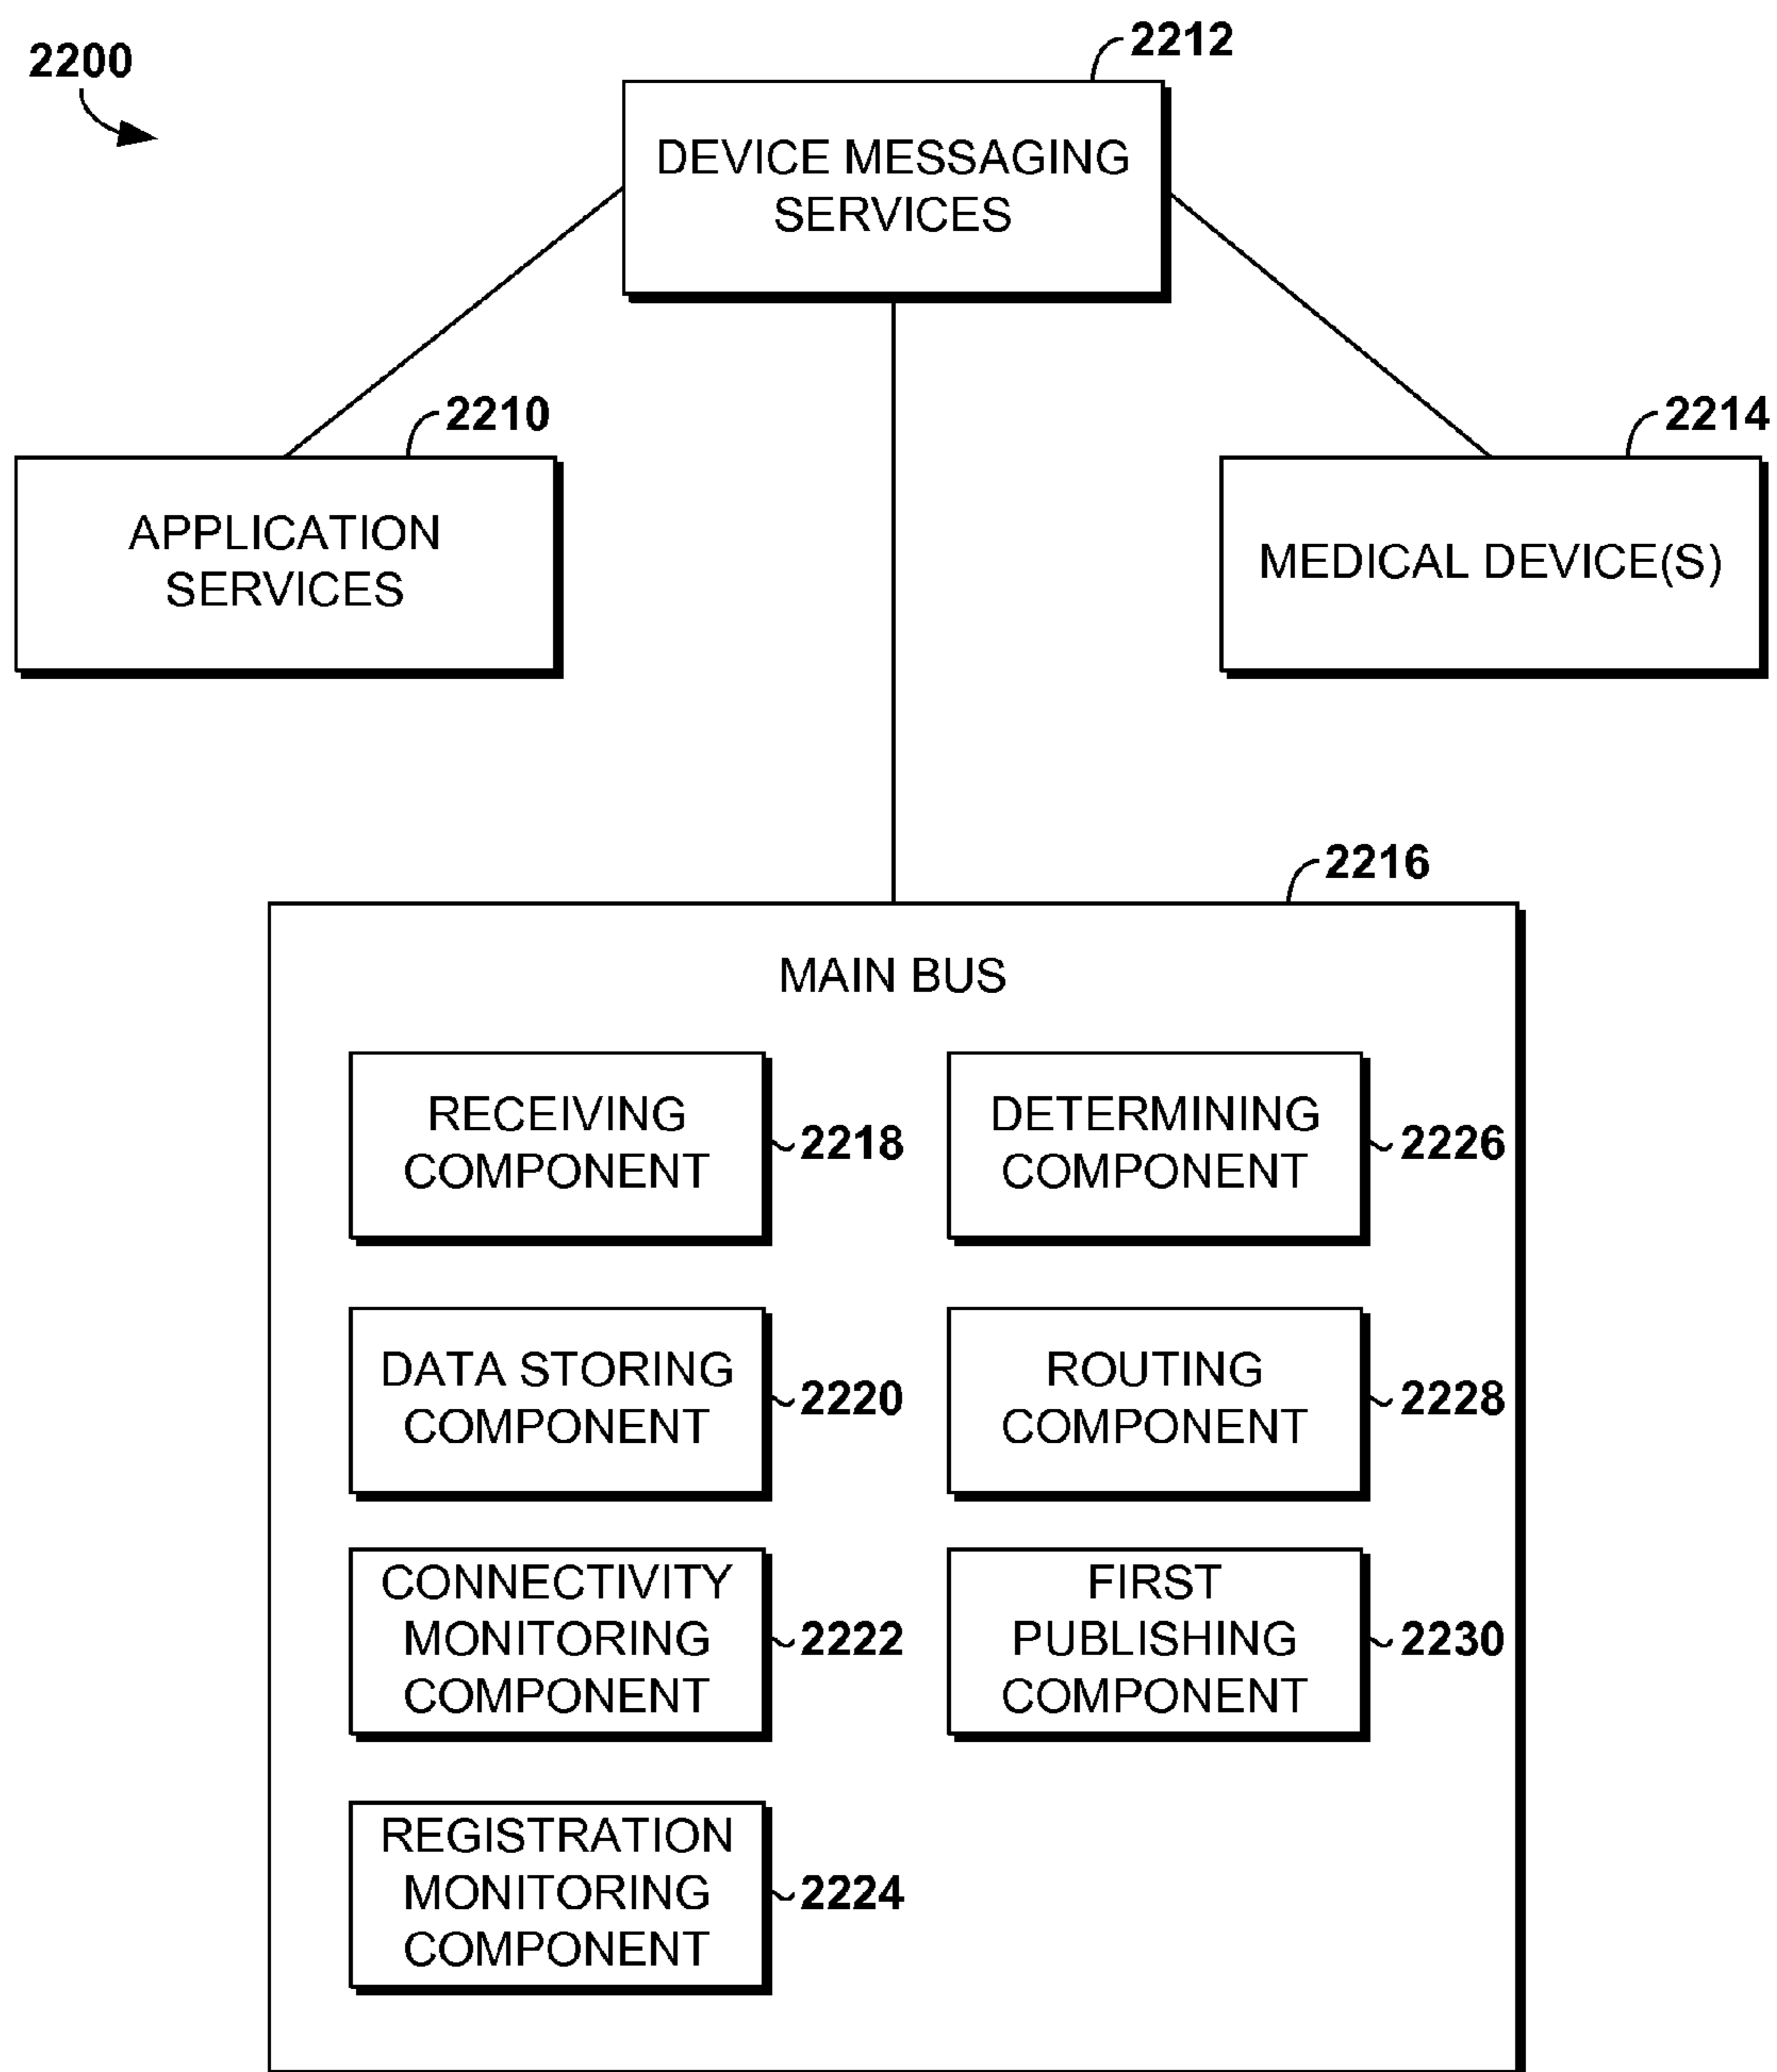 2200
2212
DEVICE MESSAGING
SERVICES
2210
APPLICATION
SERVICES
2214
MEDICAL DEVICE(S)
2216
MAIN BUS
RECEIVING
COMPONENT
2218
DETERMINING
COMPONENT
2226
DATA STORING
COMPONENT
2220
ROUTING
COMPONENT
2228
CONNECTIVITY
MONITORING
COMPONENT
2222
FIRST
PUBLISHING
COMPONENT
2230
REGISTRATION
MONITORING
COMPONENT
2224